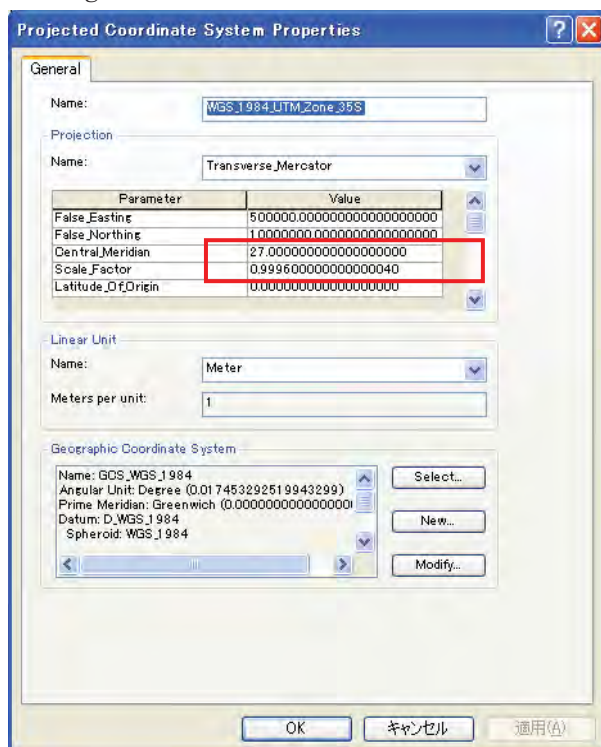 Projected Coordinate System Properties
General
Name:
WGS_1984_UTM_Zone_35S
Projection
Name:
Transverse_Mercator
Parameter Value
False_Easting 500000.000000000000000000
False_Northing 10000000.000000000000000000
Central_Meridian 27.000000000000000000
Scale_Factor 0.999600000000000040
Latitude_Of_Origin 0.000000000000000000
Linear Unit
Name:
Meter
Meters per unit:
1
Geographic Coordinate System
Name: GCS_WGS_1984
Angular Unit: Degree (0.017453292519943299)
Prime Meridian: Greenwich (0.000000000000000
Datum: D_WGS_1984
Spheroid: WGS_1984
Select...
New...
Modify...
OK
キャンセル
適用(A)